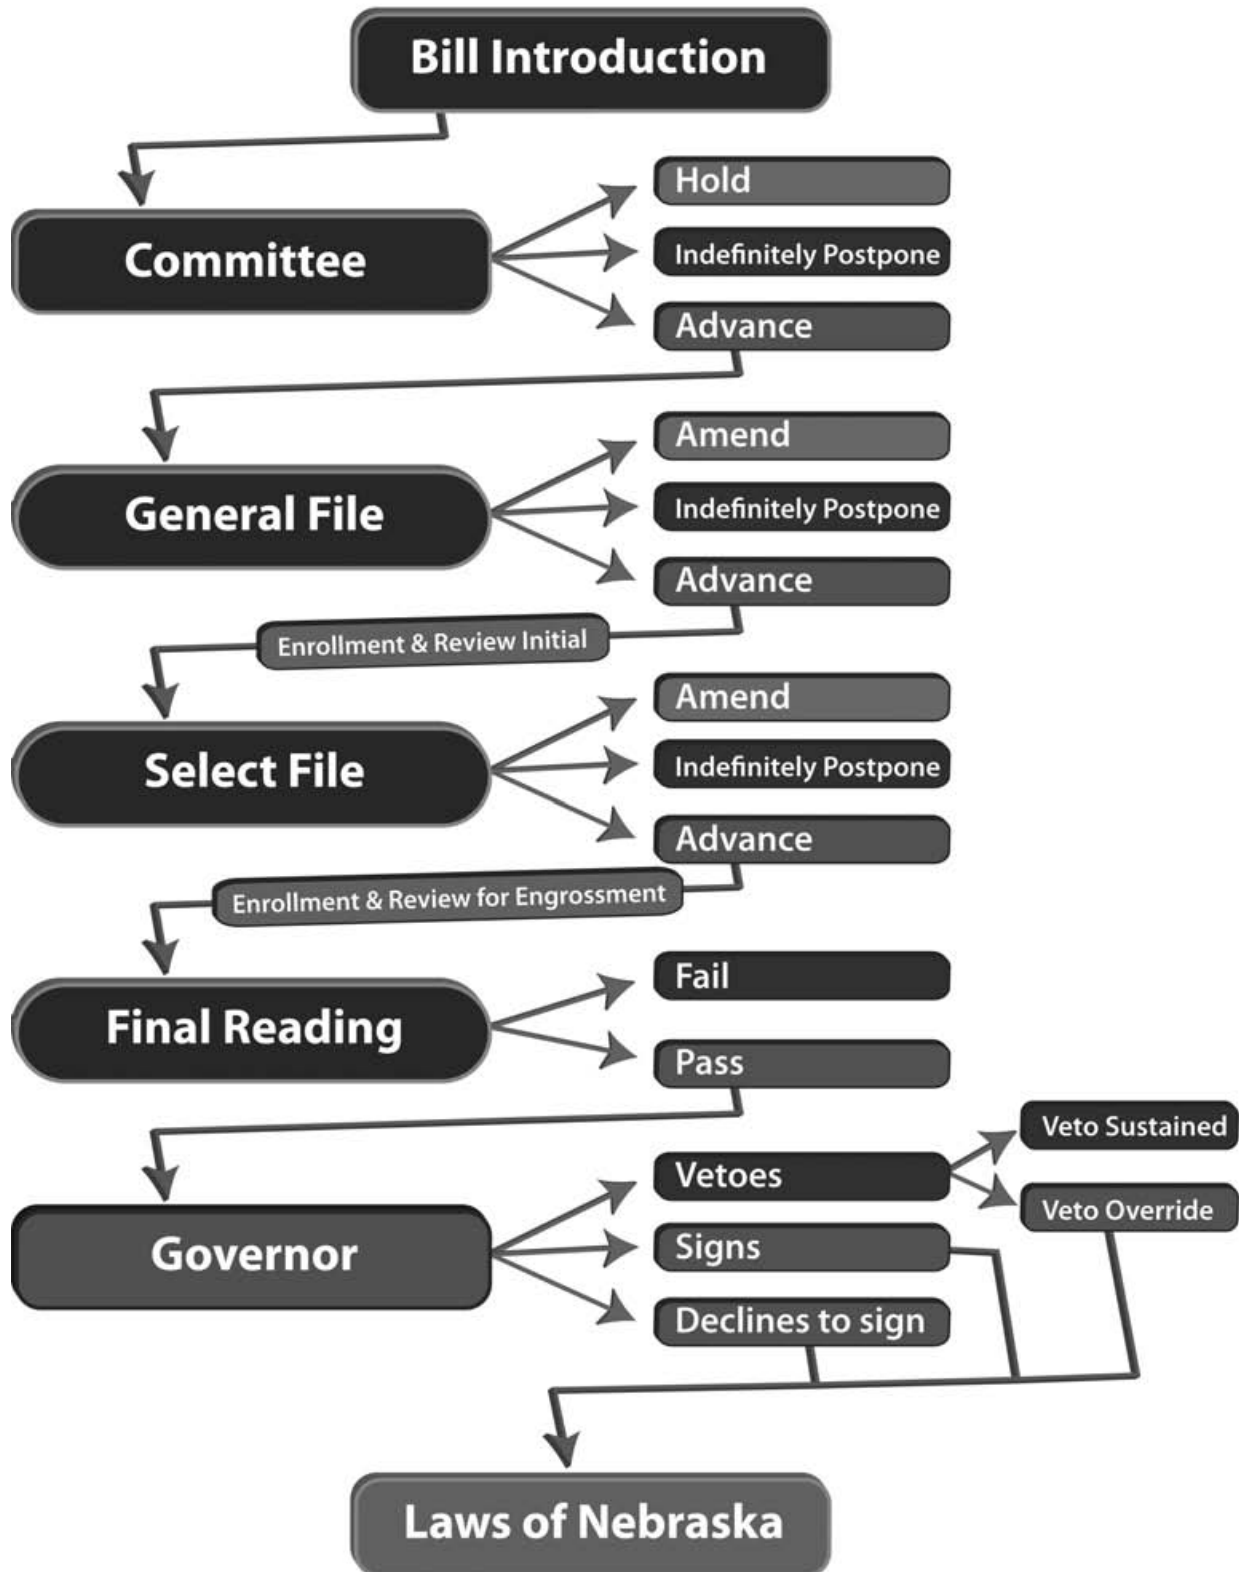 Bill Introduction
Committee
Hold
Indefinitely Postpone
Advance
General File
Amend
Indefinitely Postpone
Advance
Enrollment & Review Initial
Select File
Amend
Indefinitely Postpone
Advance
Enrollment & Review for Engrossment
Final Reading
Fail
Pass
Governor
Vetoes
Veto Sustained
Veto Override
Signs
Declines to sign
Laws of Nebraska